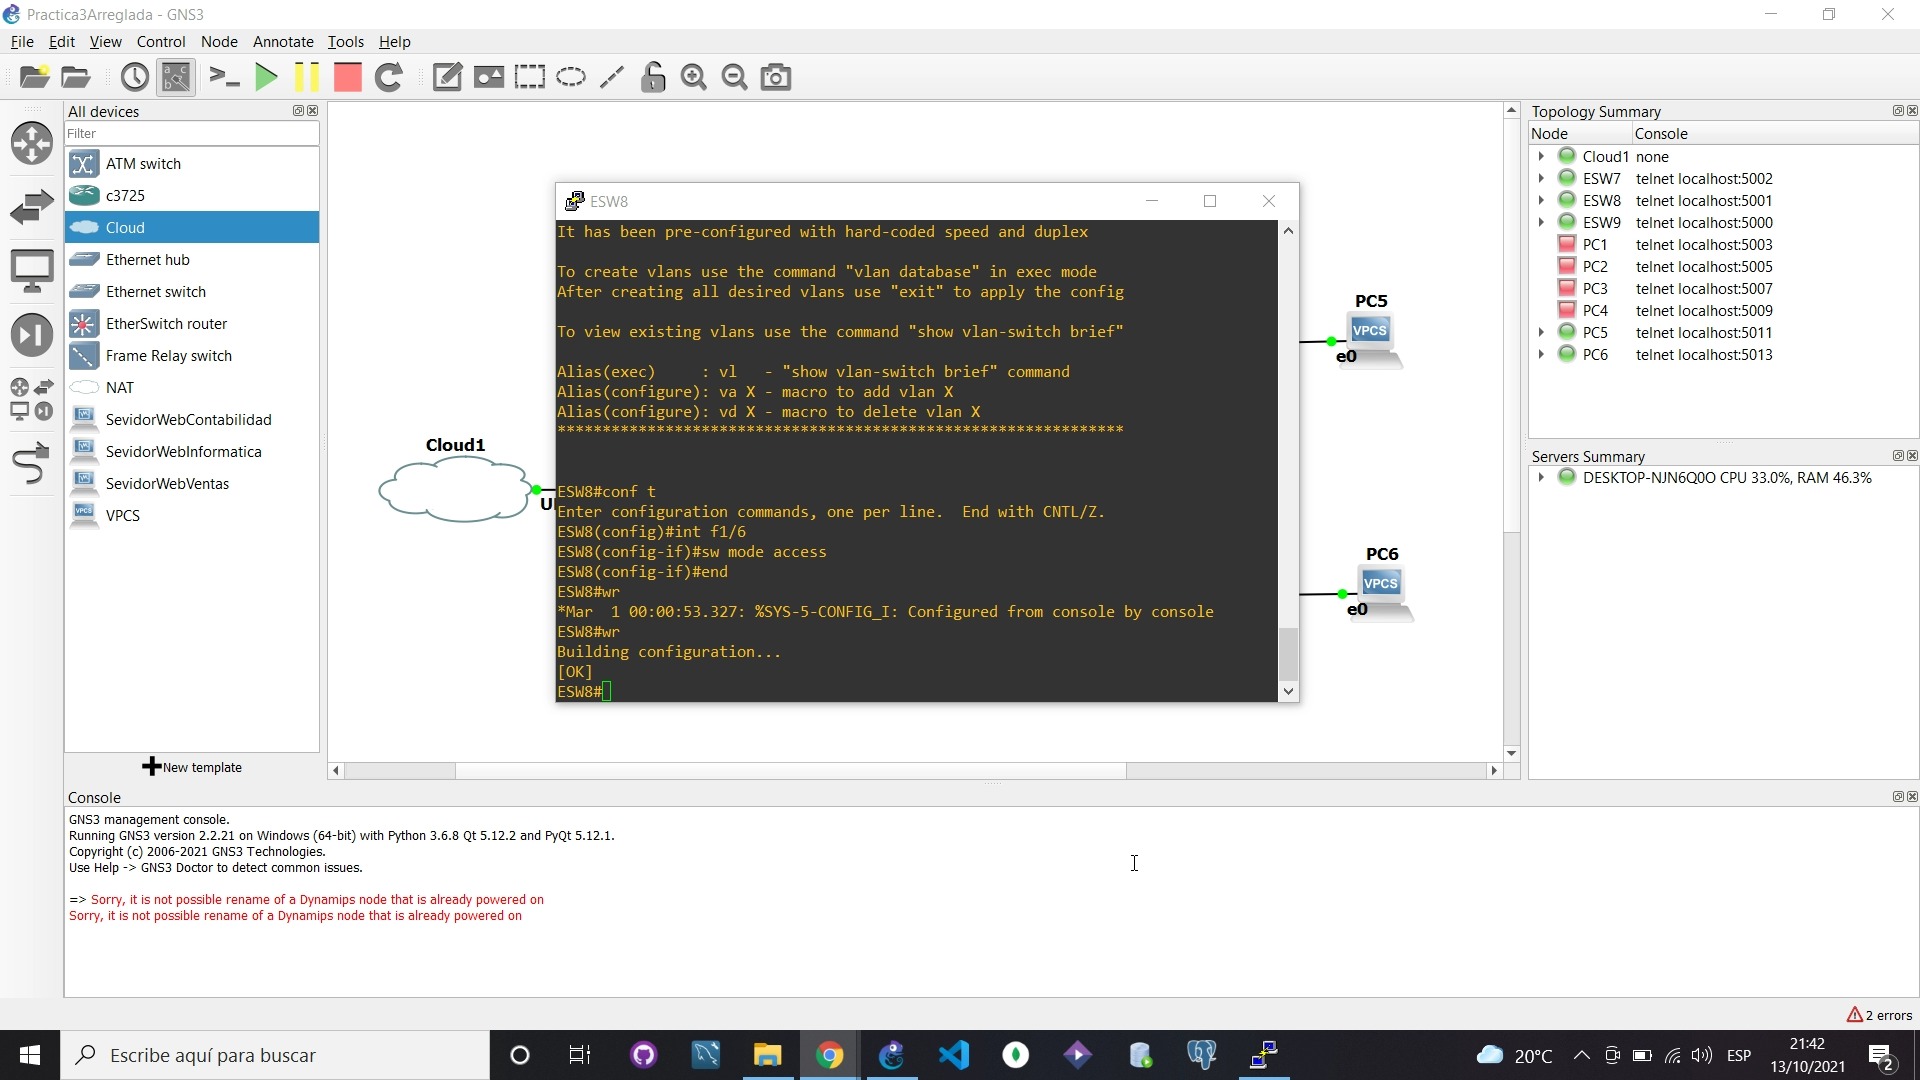 Practica3Arreglada - GNS3
File Edit View Control Node Annotate Tools Help
All devices
Filter
ATM switch
c3725
Cloud
Ethernet hub
Ethernet switch
EtherSwitch router
Frame Relay switch
NAT
SevidorWebContabilidad
SevidorWebInformatica
SevidorWebVentas
VPCS
New template
Cloud1
ESW8
It has been pre-configured with hard-coded speed and duplex
To create vlans use the command "vlan database" in exec mode
After creating all desired vlans use "exit" to apply the config
To view existing vlans use the command "show vlan-switch brief"
Alias(exec)     : vl   - "show vlan-switch brief" command
Alias(configure): va X - macro to add vlan X
Alias(configure): vd X - macro to delete vlan X
***************************************************************
ESW8#conf t
Enter configuration commands, one per line.  End with CNTL/Z.
ESW8(config)#int f1/6
ESW8(config-if)#sw mode access
ESW8(config-if)#end
ESW8#wr
*Mar  1 00:00:53.327: %SYS-5-CONFIG_I: Configured from console by console
ESW8#wr
Building configuration...
[OK]
ESW8#
PC5
VPCS
e0
PC6
VPCS
e0
Topology Summary
Node Console
Cloud1 none
ESW7 telnet localhost:5002
ESW8 telnet localhost:5001
ESW9 telnet localhost:5000
PC1 telnet localhost:5003
PC2 telnet localhost:5005
PC3 telnet localhost:5007
PC4 telnet localhost:5009
PC5 telnet localhost:5011
PC6 telnet localhost:5013
Servers Summary
DESKTOP-NJN6Q0O CPU 33.0%, RAM 46.3%
Console
GNS3 management console.
Running GNS3 version 2.2.21 on Windows (64-bit) with Python 3.6.8 Qt 5.12.2 and PyQt 5.12.1.
Copyright (c) 2006-2021 GNS3 Technologies.
Use Help -> GNS3 Doctor to detect common issues.
=> Sorry, it is not possible rename of a Dynamips node that is already powered on
Sorry, it is not possible rename of a Dynamips node that is already powered on
2 errors
Escribe aquí para buscar
20°C
ESP
21:42
13/10/2021
2